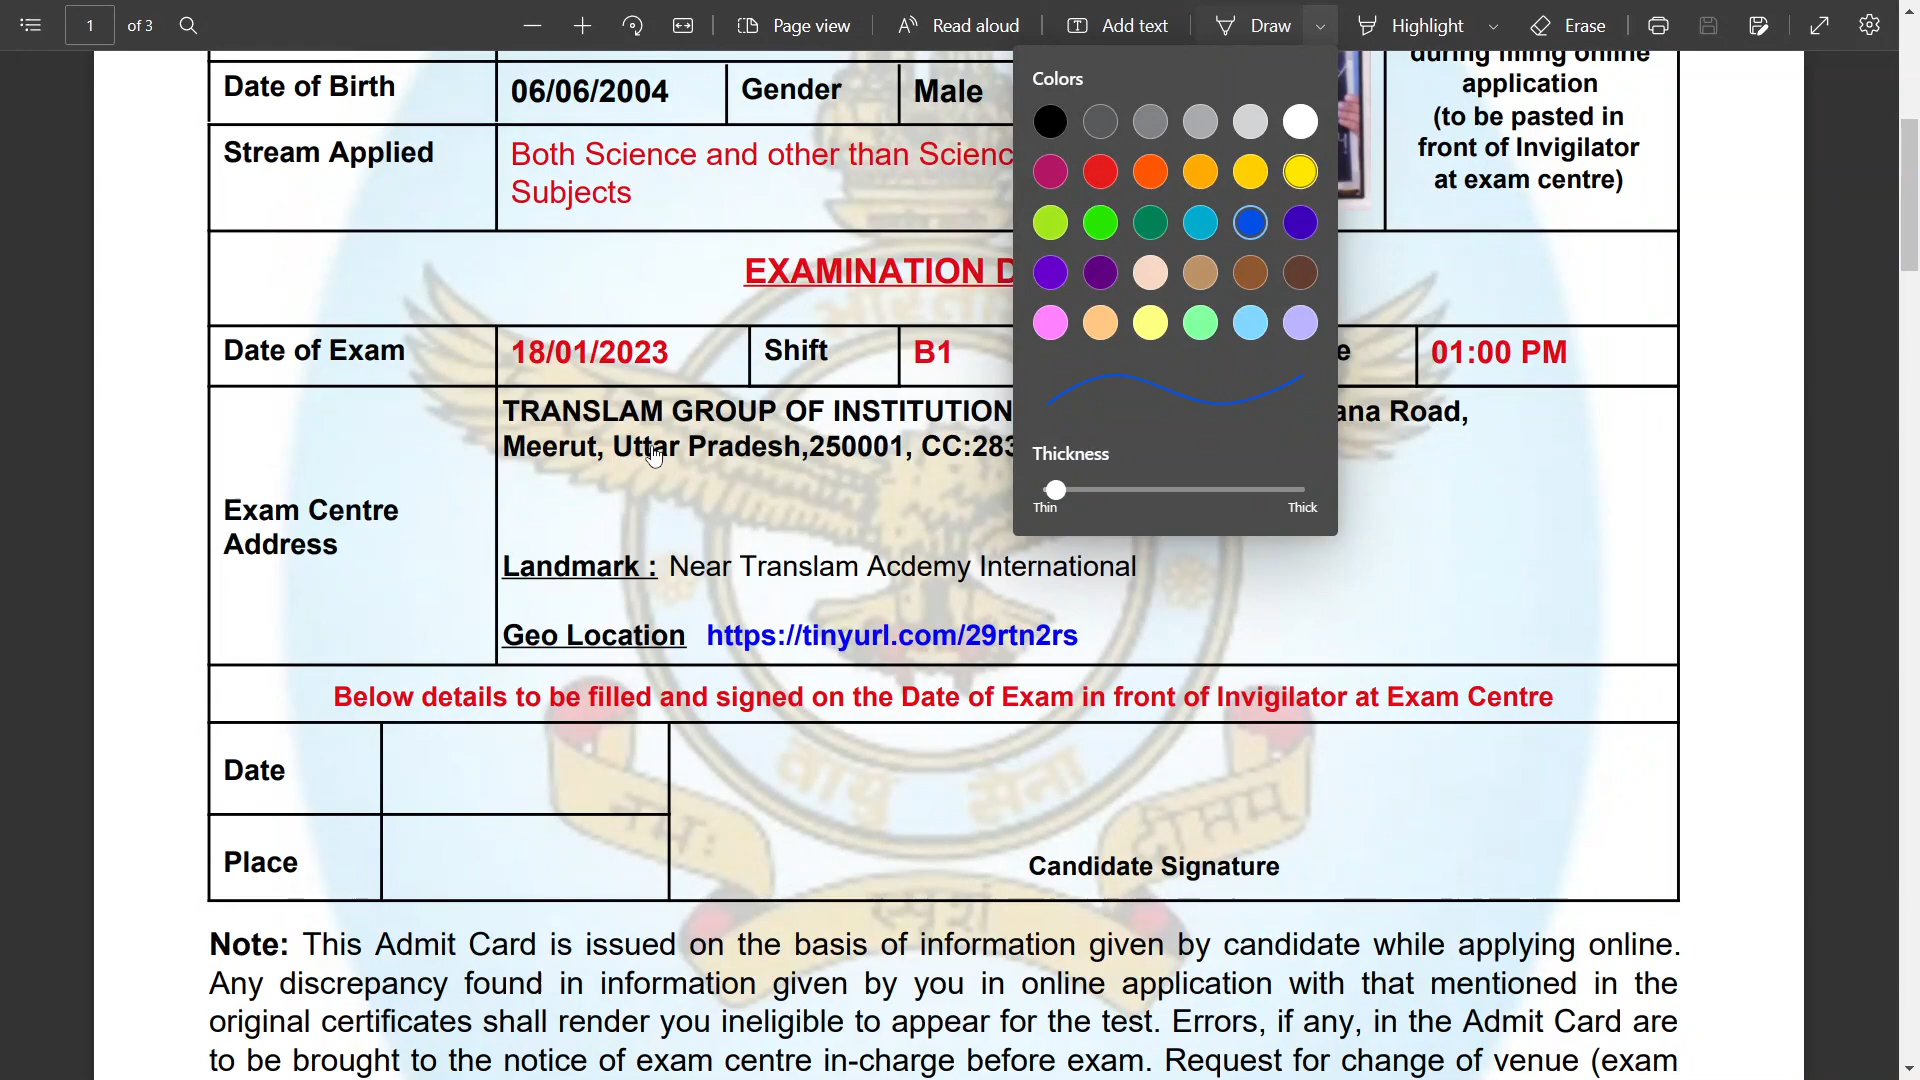 1 of 3 Page view Read aloud Add text Draw Highlight Erase
during filling online
application
(to be pasted in
front of Invigilator
at exam centre)
Date of Birth 06/06/2004 Gender Male
Stream Applied Both Science and other than Scienc
Subjects
Colors
EXAMINATION D
Date of Exam 18/01/2023 Shift B1 e 01:00 PM
Exam Centre
Address
TRANSLAM GROUP OF INSTITUTION ana Road,
Meerut, Uttar Pradesh,250001, CC:283
Thickness
Thin Thick
Landmark : Near Translam Acdemy International
Geo Location https://tinyurl.com/29rtn2rs
Below details to be filled and signed on the Date of Exam in front of Invigilator at Exam Centre
वायु सेना
Date
Place
Candidate Signature
नभः स्पृशं दीप्तम्
Note: This Admit Card is issued on the basis of information given by candidate while applying online.
Any discrepancy found in information given by you in online application with that mentioned in the
original certificates shall render you ineligible to appear for the test. Errors, if any, in the Admit Card are
to be brought to the notice of exam centre in-charge before exam. Request for change of venue (exam